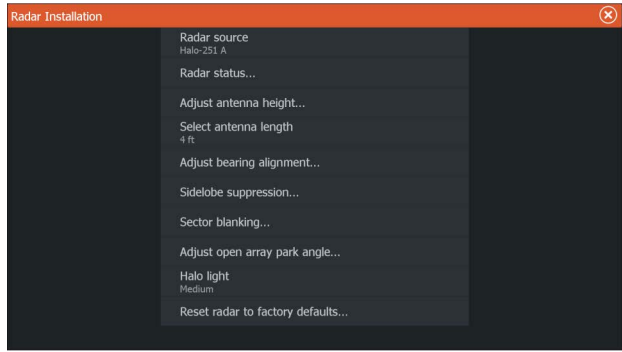 Radar Installation
Radar source
Halo-251 A
Radar status...
Adjust antenna height...
Select antenna length
4 ft
Adjust bearing alignment...
Sidelobe suppression...
Sector blanking...
Adjust open array park angle...
Halo light
Medium
Reset radar to factory defaults...